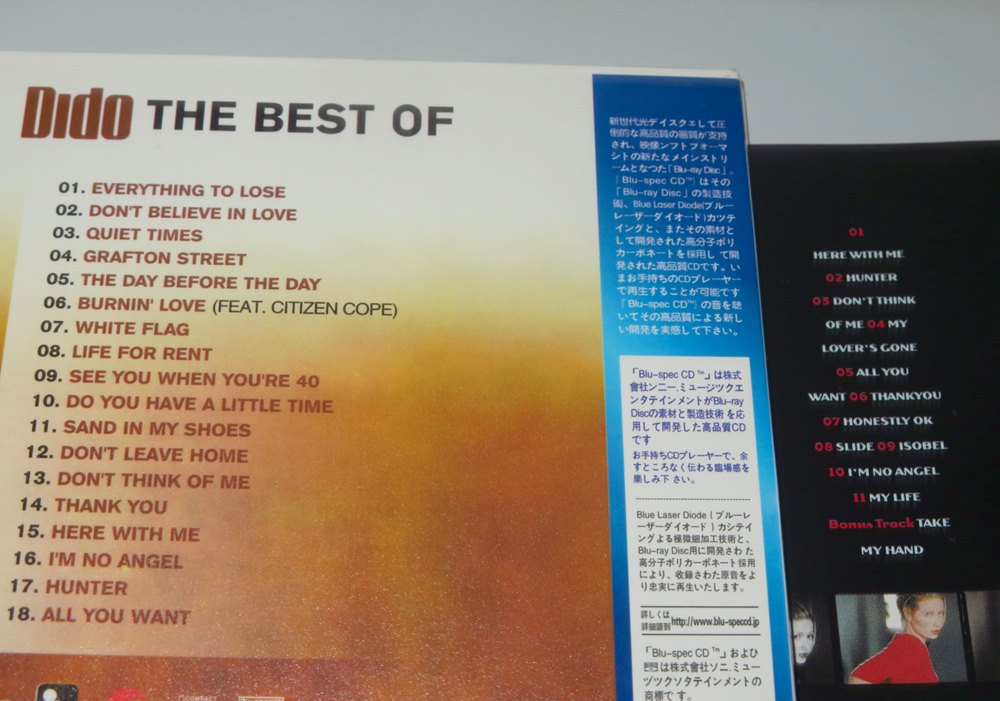 Dido THE BEST OF
01. EVERYTHING TO LOSE
02. DON'T BELIEVE IN LOVE
03. QUIET TIMES
04. GRAFTON STREET
05. THE DAY BEFORE THE DAY
06. BURNIN' LOVE (FEAT. CITIZEN COPE)
07. WHITE FLAG
08. LIFE FOR RENT
09. SEE YOU WHEN YOU'RE 40
10. DO YOU HAVE A LITTLE TIME
11. SAND IN MY SHOES
12. DON'T LEAVE HOME
13. DON'T THINK OF ME
14. THANK YOU
15. HERE WITH ME
16. I'M NO ANGEL
17. HUNTER
18. ALL YOU WANT
新世代光デイスクェして圧
倒的な高品質の画質が支持
され、映像ンフトフォーマ
シトの新たなメインストリ
ームとなつた「Blu-ray Disc」。
「Blu-spec CD™」はその
「Blu-ray Disc」の製造技
術、Blue Laser Diode(ブルー
レーザーダイオード)カツテ
イングと、またその素材と
して開発された高分子ポリ
カーボネートを採用し て開
発された高品質CDです。い
まお手持ちのCDプレーヤー
で再生することが可能です
「Blu-spec CD™」の音を聴
いてその高品質による新し
い開発を実感して下さい。
「Blu-spec CD ™」は株式
會社ン二ー.ミュージツクエ
ンタテインメントがBlu-ray
Discの素材と製造技術 を応
用して開発した高品質CD
です
お手持ちCDプレーヤーで、余
すところなく伝わる臨場感を
樂しみ下 さい。
Blue Laser Diode (ブルーレ
ーザーダイオード) カシテイ
ングよる極微細加工技術と、
Blu-ray Disc用に開発さわ た
高分子ポリカーボネート採用
により、收録さわた原音をよ
り忠実に再生いたします。
詳しくは
詳細請到 http://www.blu-speccd.jp
「Blu-spec CD ™」およひ
は株式会社ソニ.ミュー
ヅツクソタテインメントの
商標で す。
01
HERE WITH ME
02 HUNTER
03 DON'T THINK
OF ME 04 MY
LOVER'S GONE
05 ALL YOU
WANT 06 THANKYOU
07 HONESTLY OK
08 SLIDE 09 ISOBEL
10 I'M NO ANGEL
11 MY LIFE
Bonus Track TAKE
MY HAND